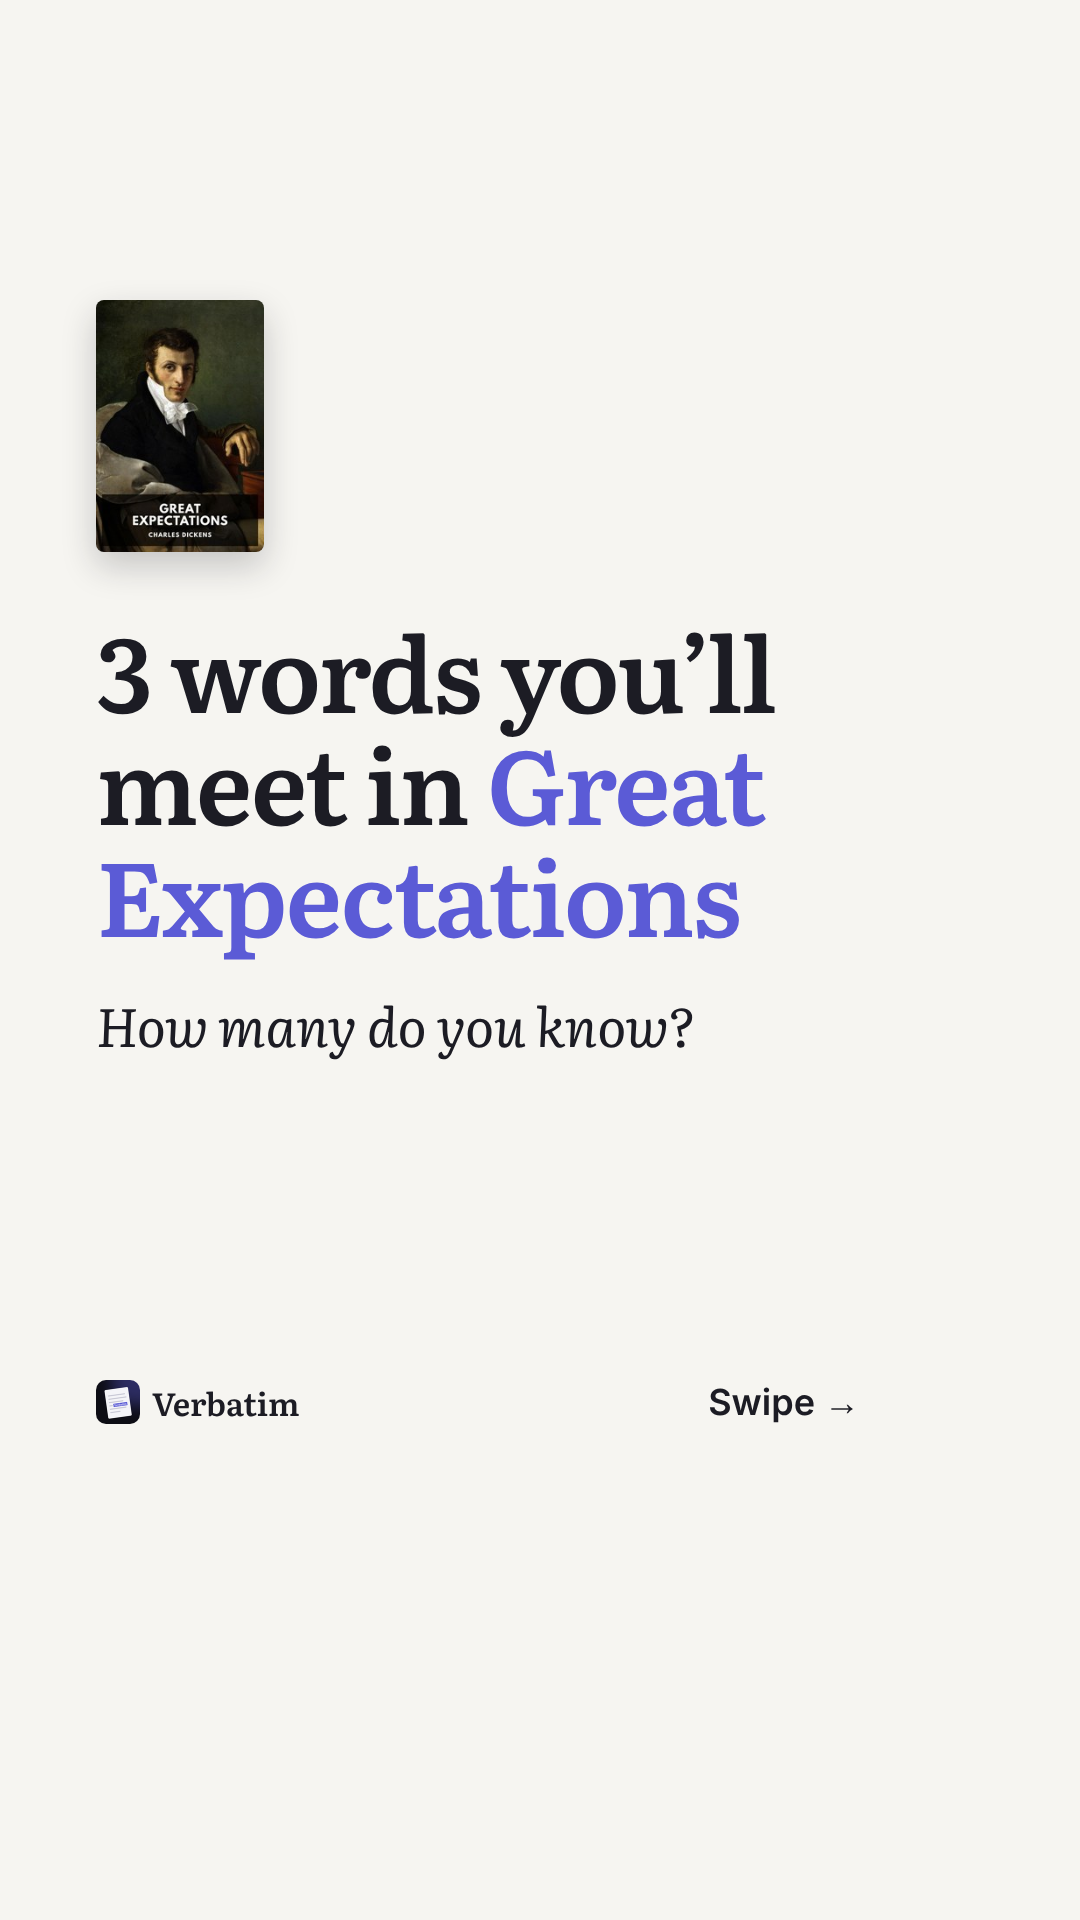 GREAT
EXPECTATIONS
CHARLES DICKENS
3 words you’ll
meet in Great
Expectations
How many do you know?
Verbatim
Swipe →